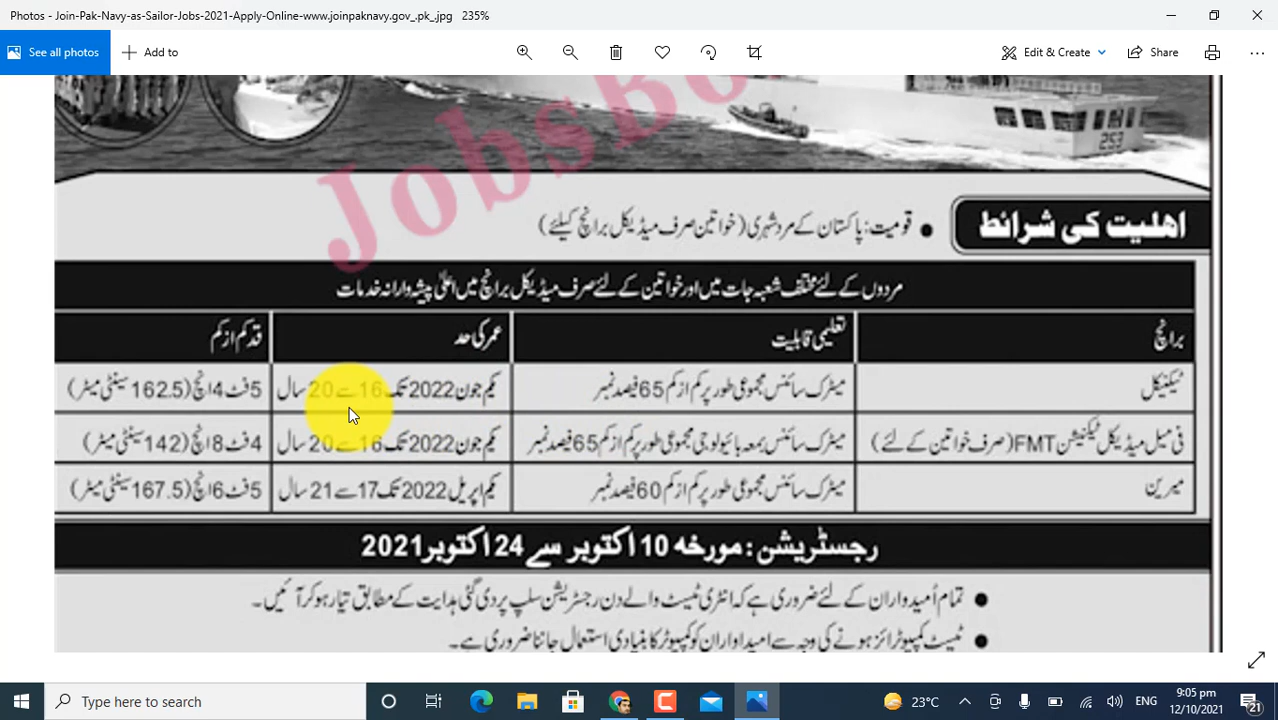 Photos - Join-Pak-Navy-as-Sailor-Jobs-2021-Apply-Online-www.joinpaknavy.gov_.pk_.jpg 235%
See all photos
Add to
Edit & Create
Share
253
JobsBo
اھلیت کی شرائط
قومیت: پاکستان کے مرد شہری (خواتین صرف میڈیکل برانچ کیلئے)
مردوں کے لئے مختلف شعبہ جات میں اور خواتین کے لئے صرف میڈیکل برانچ میں اعلیٰ پیشہ وارانہ خدمات
برانچ تعلیمی قابلیت عمر کی حد قد کم از کم
ٹیکنیکل میٹرک سائنس مجموعی طور پر کم از کم 65 فیصد نمبر یکم جون 2022 تک 16 سے 20 سال 5 فٹ 4 انچ (162.5 سینٹی میٹر)
فی میل میڈیکل ٹیکنیشن FMT (صرف خواتین کے لئے) میٹرک سائنس بمعہ بائیولوجی مجموعی طور پر کم از کم 65 فیصد نمبر یکم جون 2022 تک 16 سے 20 سال 4 فٹ 8 انچ (142 سینٹی میٹر)
میرین میٹرک سائنس مجموعی طور پر کم از کم 60 فیصد نمبر یکم اپریل 2022 تک 17 سے 21 سال 5 فٹ 6 انچ (167.5 سینٹی میٹر)
رجسٹریشن: مورخہ 10 اکتوبر سے 24 اکتوبر 2021
تمام اُمیدواران کے لئے ضروری ہے کہ انٹری ٹیسٹ والے دن رجسٹریشن سلپ پر دی گئی ہدایت کے مطابق تیار ہو کر آئیں۔
ٹیسٹ کمپیوٹرائز ہونے کی وجہ سے امیداواران کو کمپیوٹر کا بنیادی استعمال جاننا ضروری ہے۔
Type here to search
23°C
ENG
9:05 pm
12/10/2021
21